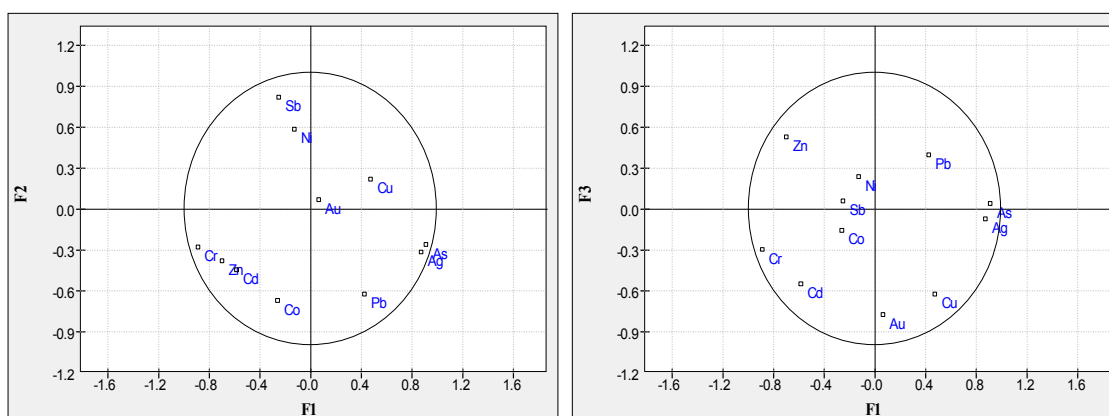 1.2
0.9
Sb
0.6
Ni
0.3
Cu
F2
0.0
Au
-0.3
Cr
As
Ag
Zn
Cd
-0.6
Co
Pb
-0.9
-1.2
-1.6 -1.2 -0.8 -0.4 -0.0 0.4 0.8 1.2 1.6
F1
1.2
0.9
0.6
Zn
Pb
0.3
Ni
F3
0.0
Sb
As
Ag
Co
-0.3
Cr
-0.6
Cd
Cu
Au
-0.9
-1.2
-1.6 -1.2 -0.8 -0.4 -0.0 0.4 0.8 1.2 1.6
F1